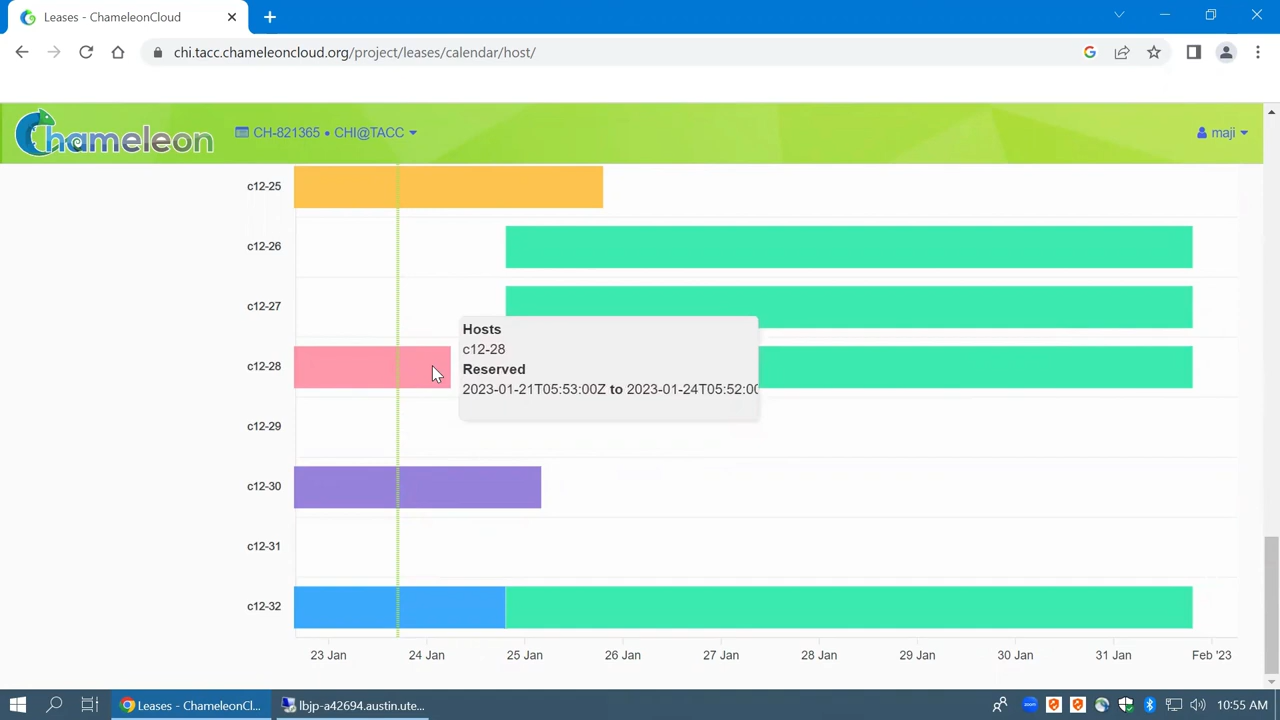 Leases - ChameleonCloud
chi.tacc.chameleoncloud.org/project/leases/calendar/host/
Chameleon
CH-821365 • CHI@TACC
maji
c12-25
c12-26
c12-27
Hosts
c12-28
Reserved
2023-01-21T05:53:00Z to 2023-01-24T05:52:00
c12-28
c12-29
c12-30
c12-31
c12-32
23 Jan 24 Jan 25 Jan 26 Jan 27 Jan 28 Jan 29 Jan 30 Jan 31 Jan Feb '23
Leases - ChameleonCl...
lbjp-a42694.austin.ute...
10:55 AM